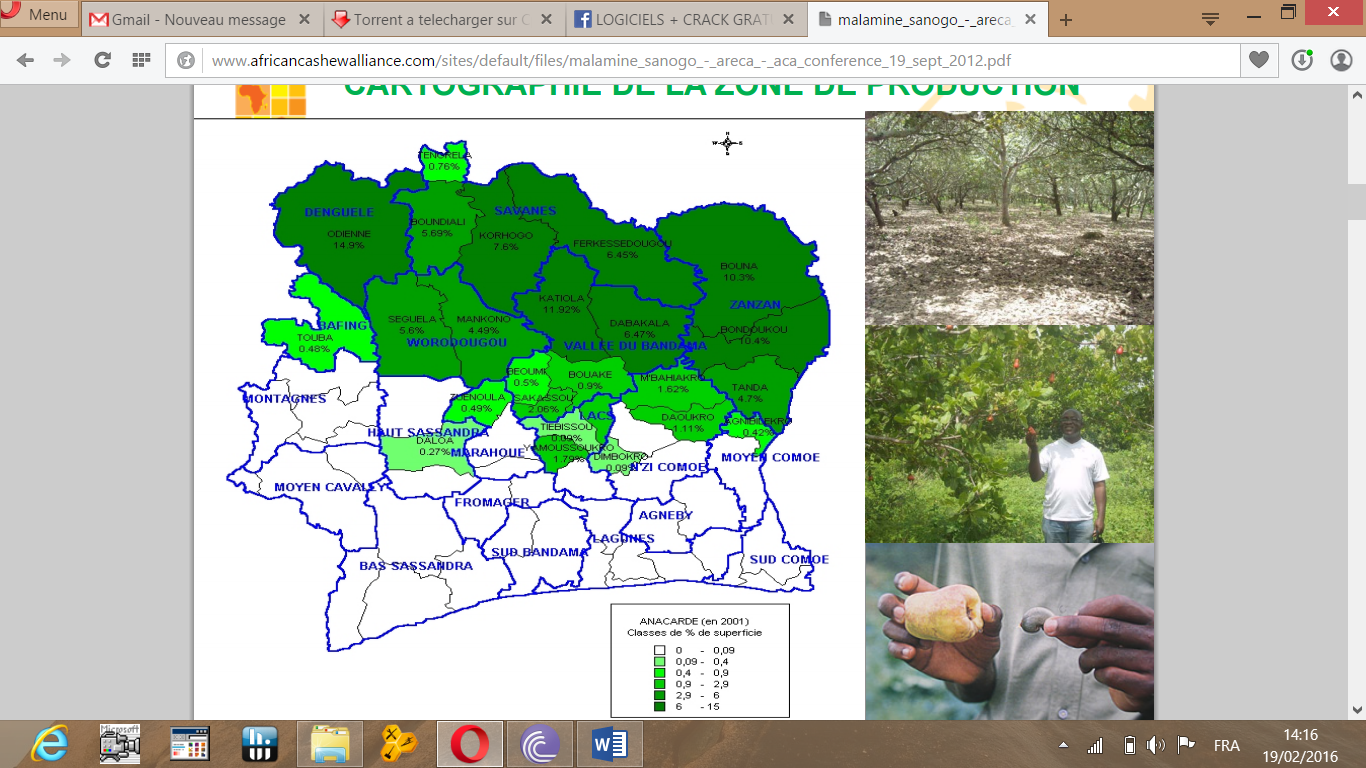 Menu
Gmail - Nouveau message
Torrent a telecharger sur C
LOGICIELS + CRACK GRAT
malamine_sanogo_-_areca_
www.africancashewalliance.com/sites/default/files/malamine_sanogo_-_areca_-_aca_conference_19_sept_2012.pdf
CARTOGRAPHIE DE LA ZONE DE PRODUCTION
N
W
E
S
TENGRELA
0.76%
DENGUELE
ODIENNE
14.9%
BOUNDIALI
5.69%
SAVANES
KORHOGO
7.6%
FERKESSEDOUGOU
6.45%
BOUNA
10.3%
ZANZAN
BONDOUKOU
10.4%
KATIOLA
11.92%
DABAKALA
6.47%
VALLEE DU BANDAMA
SEGUELA
5.6%
MANKONO
4.49%
WORODOUGOU
BAFING
TOUBA
0.48%
BEOUMI
0.5%
BOUAKE
0.9%
M'BAHIAKRO
1.62%
TANDA
4.7%
MONTAGNES
ZUENOULA
0.49%
SAKASSOU
2.06%
LACS
DAOUKRO
1.11%
AGNIBILEKRO
0.42%
HAUT SASSANDRA
DALOA
0.27%
MARAHOUE
TIEBISSOU
0.09%
YAMOUSSOUKRO
1.79%
DIMBOKRO
0.09%
N'ZI COMOE
MOYEN COMOE
MOYEN CAVALLY
FROMAGER
AGNEBY
LAGUNES
SUD BANDAMA
BAS SASSANDRA
SUD COMOE
ANACARDE (en 2001)
Classes de % de superficie
0 - 0,09
0,09 - 0,4
0,4 - 0,9
0,9 - 2,9
2,9 - 6
6 - 15
Microsoft
FRA
14:16
19/02/2016